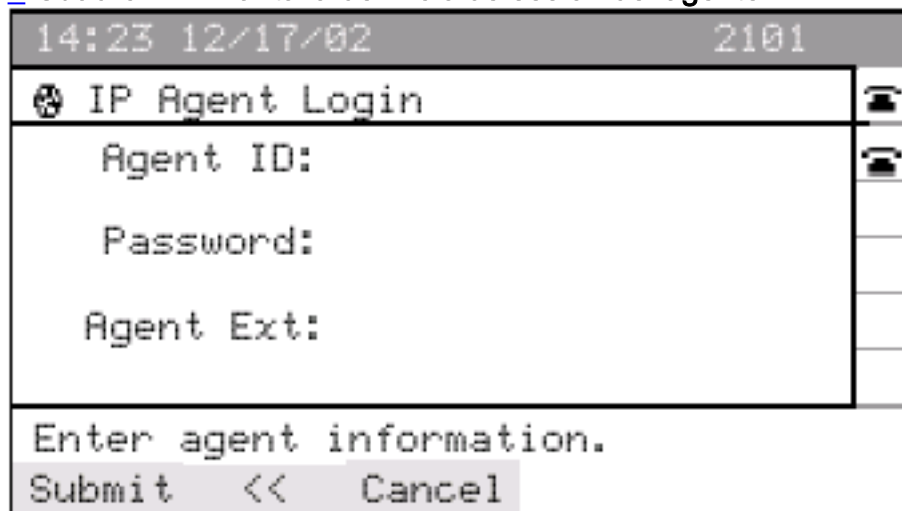 14:23 12/17/02 2101
IP Agent Login
Agent ID:
Password:
Agent Ext:
Enter agent information.
Submit << Cancel